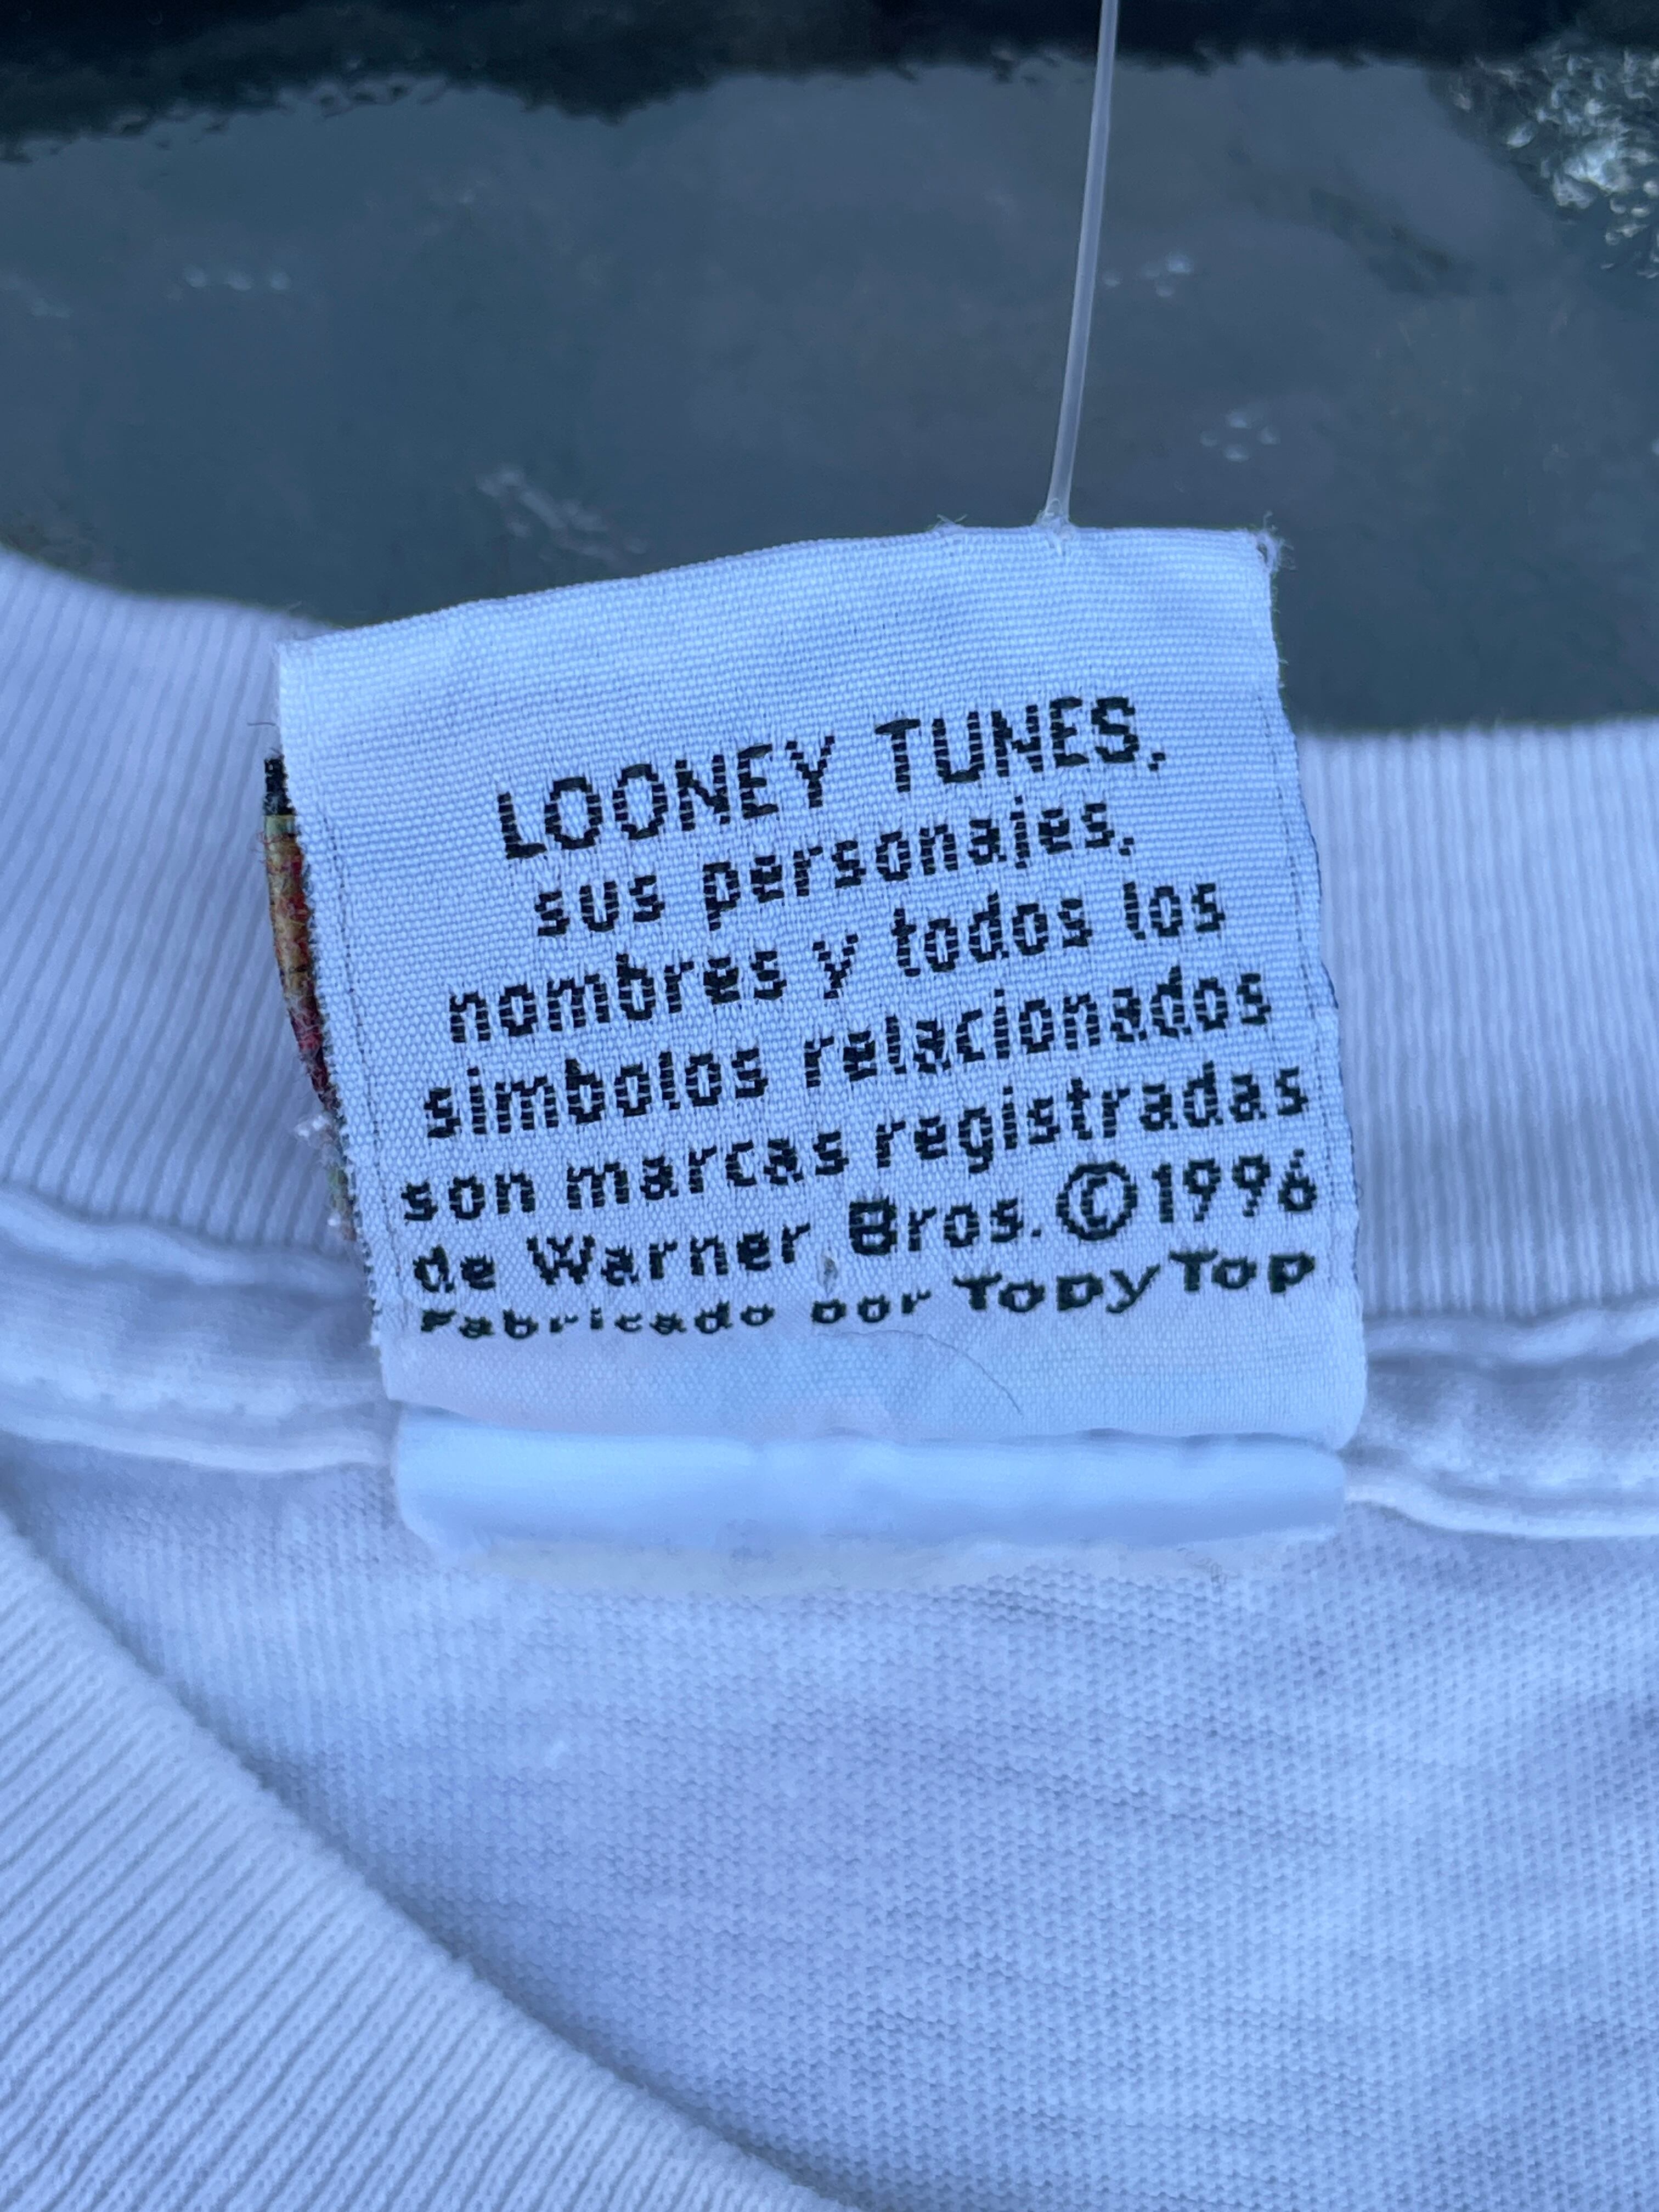 LOONEY TUNES,
sus personajes,
nombres y todos los
simbolos relacionados
son marcas registradas
de Warner Bros. ©1996
Fabricado por Topy Top